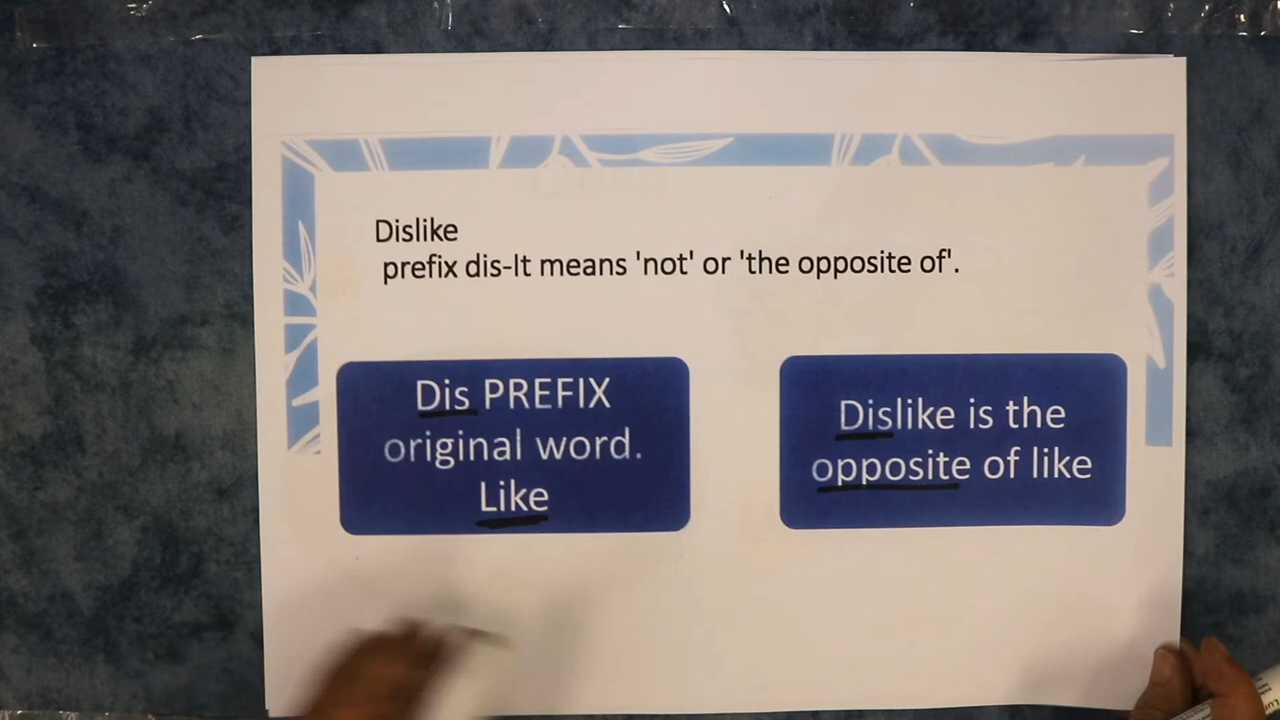 Dislike
prefix dis-It means 'not' or 'the opposite of'.
Dis PREFIX
original word.
Like
Dislike is the
opposite of like